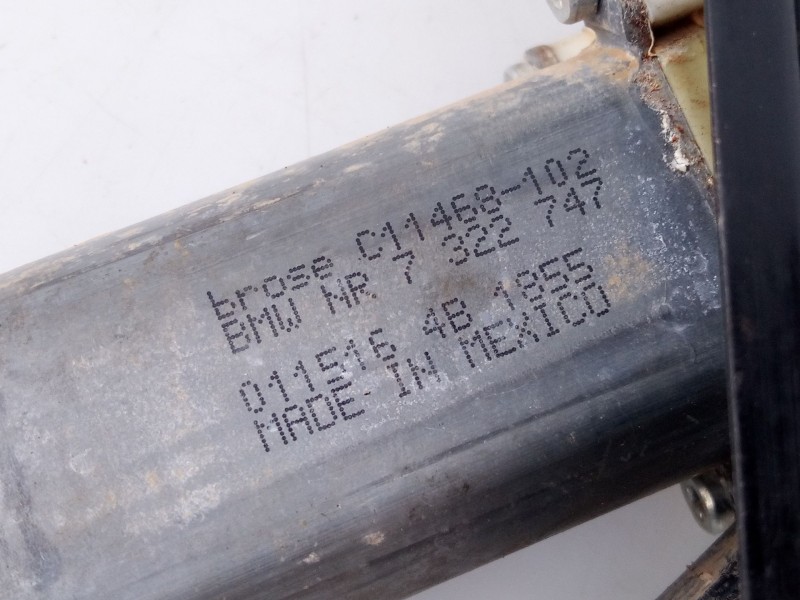 brose C11468-102
BMW NR 7 322 747
011516 4B 1855
MADE IN MEXICO